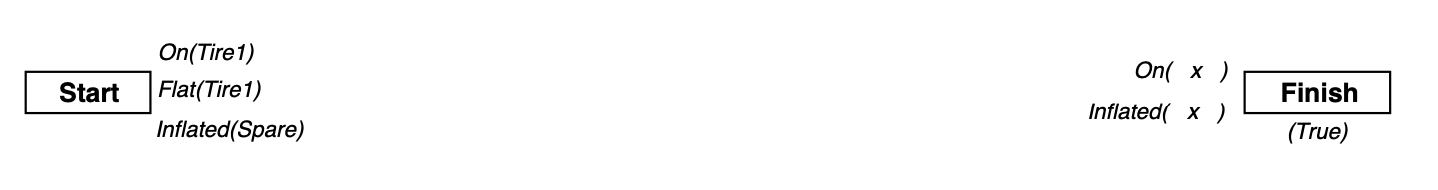 On(Tire1)
Start
Flat(Tire1)
Inflated(Spare)
On( x )
Inflated( x )
Finish
(True)